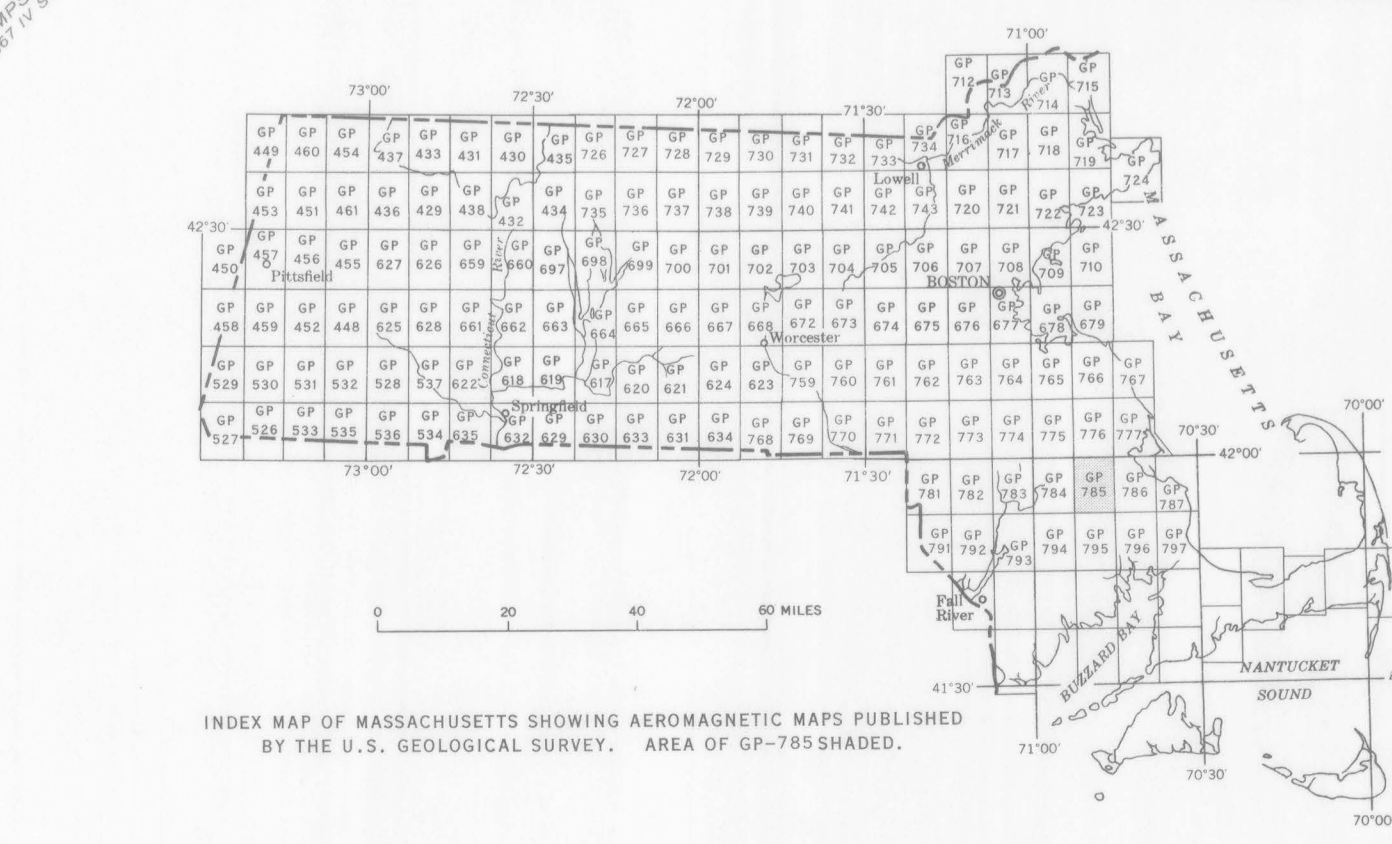 MPS
67 IV S
71°00'
GP GP GP GP
712 713 714 715
73°00' 72°30' 72°00' 71°30'
River
GP GP GP GP GP GP GP GP GP GP GP GP GP GP GP GP GP GP GP GP GP
449 460 454 437 433 431 430 435 726 727 728 729 730 731 732 733 734 716 717 718 719
Merrimack
Lowell
GP
724
GP GP GP GP GP GP GP GP GP GP GP GP GP GP GP GP GP GP GP GP GP
453 451 461 436 429 438 432 434 735 736 737 738 739 740 741 742 743 720 721 722 723
42°30' 42°30'
GP GP GP GP GP GP GP GP GP GP GP GP GP GP GP GP GP GP GP GP GP GP
450 457 456 455 627 626 659 660 697 698 699 700 701 702 703 704 705 706 707 708 709 710
River
Pittsfield
BOSTON
MASSACHUSETTS
BAY
GP GP GP GP GP GP GP GP GP GP GP GP GP GP GP GP GP GP GP GP GP GP
458 459 452 448 625 628 661 662 663 664 665 666 667 668 672 673 674 675 676 677 678 679
Connecticut
Worcester
GP GP GP GP GP GP GP GP GP GP GP GP GP GP GP GP GP GP GP GP GP GP GP
529 530 531 532 528 537 622 618 619 617 620 621 624 623 759 760 761 762 763 764 765 766 767
Springfield
70°00'
GP GP GP GP GP GP GP GP GP GP GP GP GP GP GP GP GP GP GP GP GP GP GP
527 526 533 535 536 534 635 632 629 630 633 631 634 768 769 770 771 772 773 774 775 776 777
70°30'
42°00'
73°00' 72°30' 72°00' 71°30'
GP GP GP GP GP GP GP
781 782 783 784 785 786 787
GP GP GP GP GP GP GP
791 792 793 794 795 796 797
Fall
River
0 20 40 60 MILES
BUZZARD BAY
NANTUCKET
SOUND
41°30'
INDEX MAP OF MASSACHUSETTS SHOWING AEROMAGNETIC MAPS PUBLISHED
BY THE U.S. GEOLOGICAL SURVEY. AREA OF GP-785 SHADED.
71°00'
70°30'
70°00